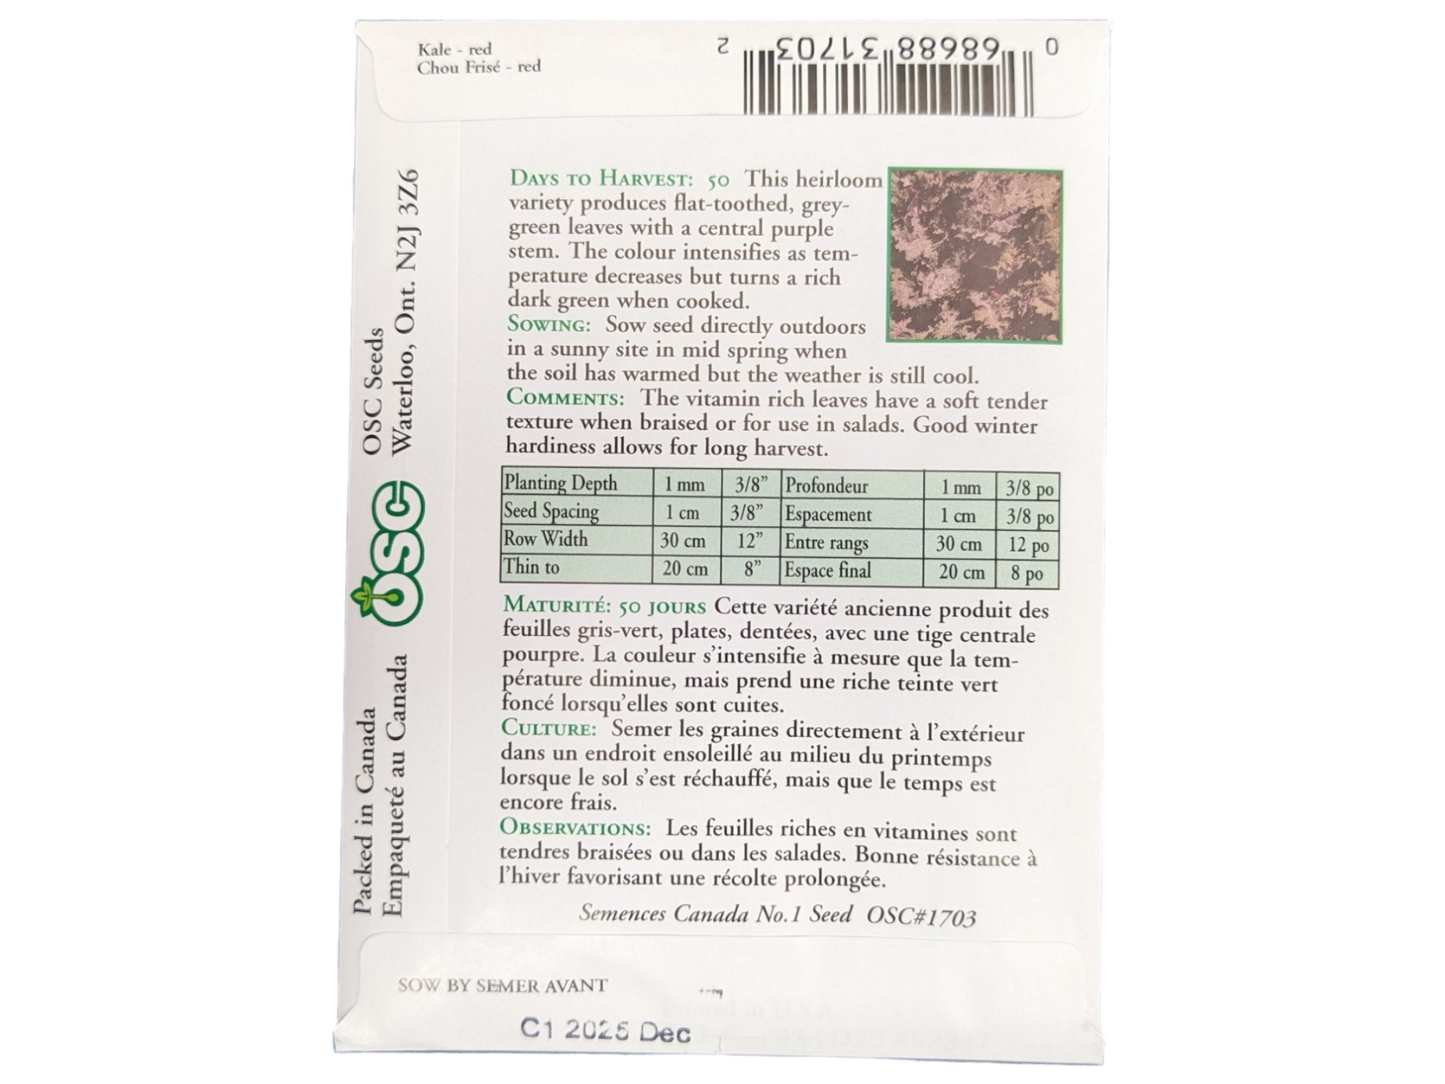 Kale - red
Chou Frisé - red
0 68688 31703 2
DAYS TO HARVEST: 50 This heirloom
variety produces flat-toothed, grey-
green leaves with a central purple
stem. The colour intensifies as tem-
perature decreases but turns a rich
dark green when cooked.
SOWING: Sow seed directly outdoors
in a sunny site in mid spring when
the soil has warmed but the weather is still cool.
COMMENTS: The vitamin rich leaves have a soft tender
texture when braised or for use in salads. Good winter
hardiness allows for long harvest.
Planting Depth 1 mm 3/8” Profondeur 1 mm 3/8 po
Seed Spacing 1 cm 3/8” Espacement 1 cm 3/8 po
Row Width 30 cm 12” Entre rangs 30 cm 12 po
Thin to 20 cm 8” Espace final 20 cm 8 po
MATURITÉ: 50 JOURS Cette variété ancienne produit des
feuilles gris-vert, plates, dentées, avec une tige centrale
pourpre. La couleur s’intensifie à mesure que la tem-
pérature diminue, mais prend une riche teinte vert
foncé lorsqu’elles sont cuites.
CULTURE: Semer les graines directement à l’extérieur
dans un endroit ensoleillé au milieu du printemps
lorsque le sol s’est réchauffé, mais que le temps est
encore frais.
OBSERVATIONS: Les feuilles riches en vitamines sont
tendres braisées ou dans les salades. Bonne résistance à
l’hiver favorisant une récolte prolongée.
Semences Canada No.1 Seed OSC#1703
OSC Seeds
Waterloo, Ont. N2J 3Z6
OSC
Packed in Canada
Empaqueté au Canada
SOW BY SEMER AVANT
C1 2025 Dec